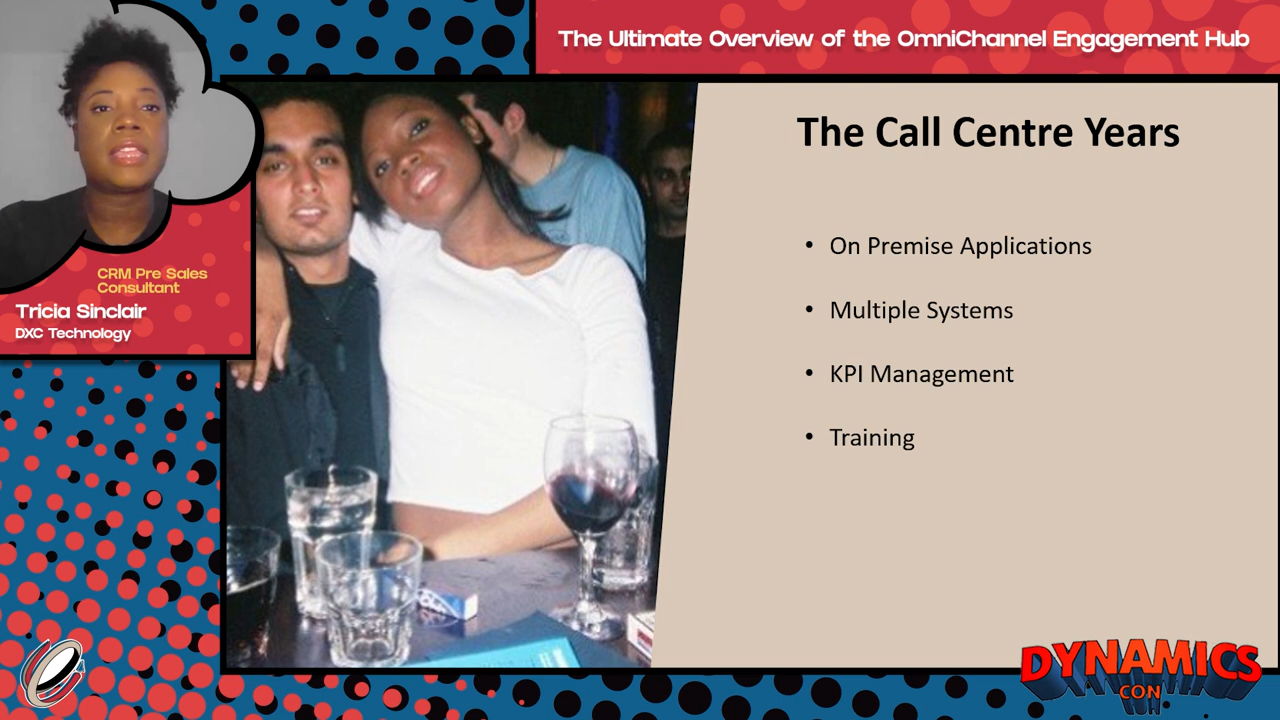 The Ultimate Overview of the OmniChannel Engagement Hub
CRM Pre Sales
Consultant
Tricia Sinclair
DXC Technology
The Call Centre Years
• On Premise Applications
• Multiple Systems
• KPI Management
• Training
DYNAMICS
CON